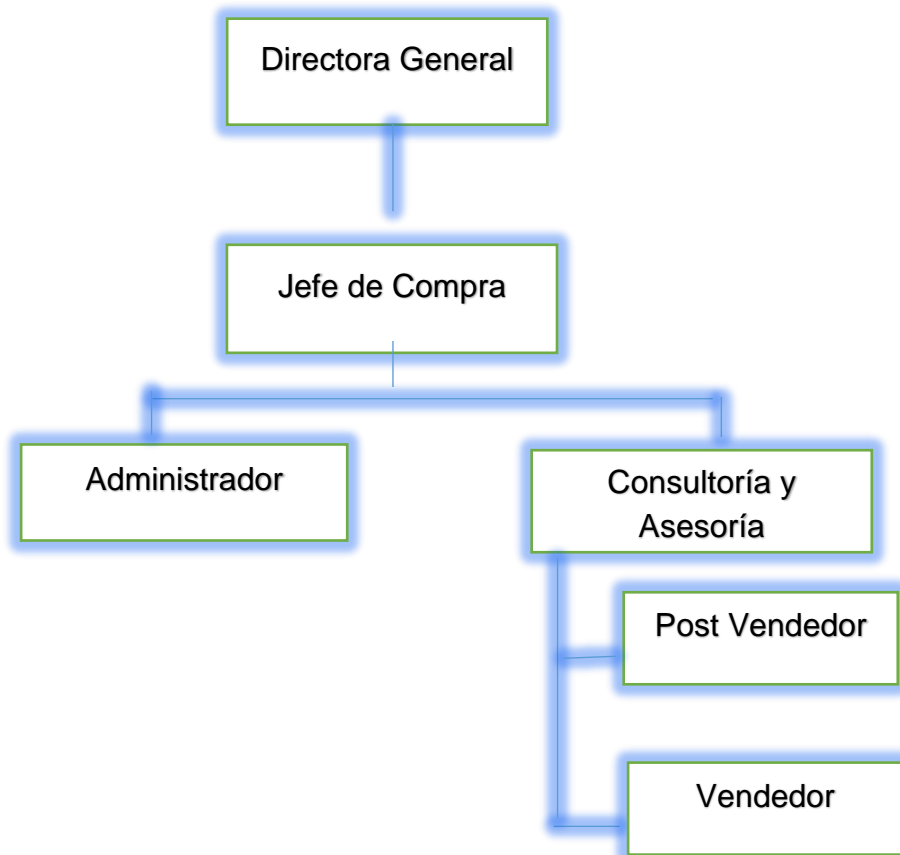 Directora General
Jefe de Compra
Administrador
Consultoría y
Asesoría
Post Vendedor
Vendedor